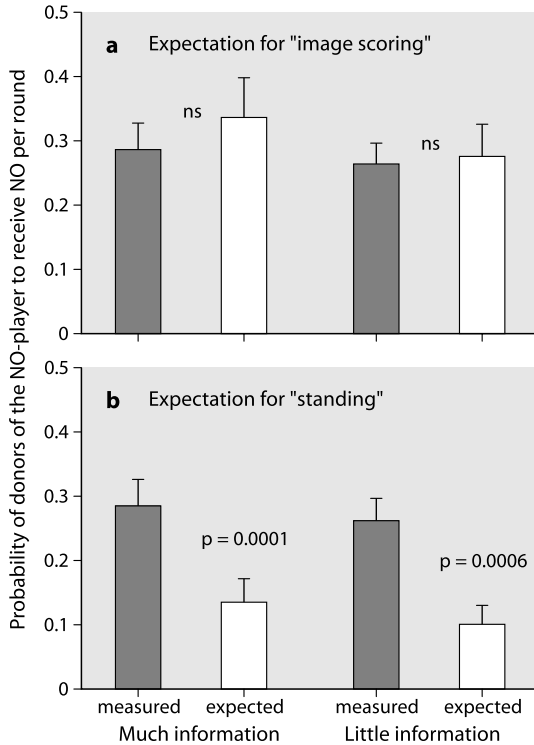 Probability of donors of the NO-player to receive NO per round
0.5
a Expectation for "image scoring"
0.4
ns
0.3
ns
0.2
0.1
0
0.5
b Expectation for "standing"
0.4
0.3
p = 0.0001
0.2
p = 0.0006
0.1
0
measured expected measured expected
Much information Little information